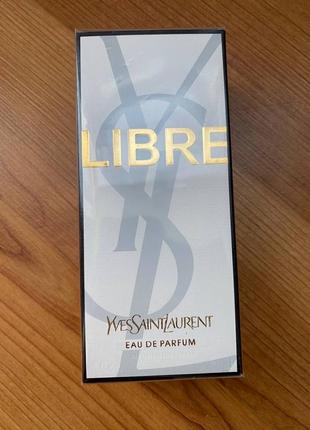 LIBRE
YVESSAINTLAURENT
EAU DE PARFUM